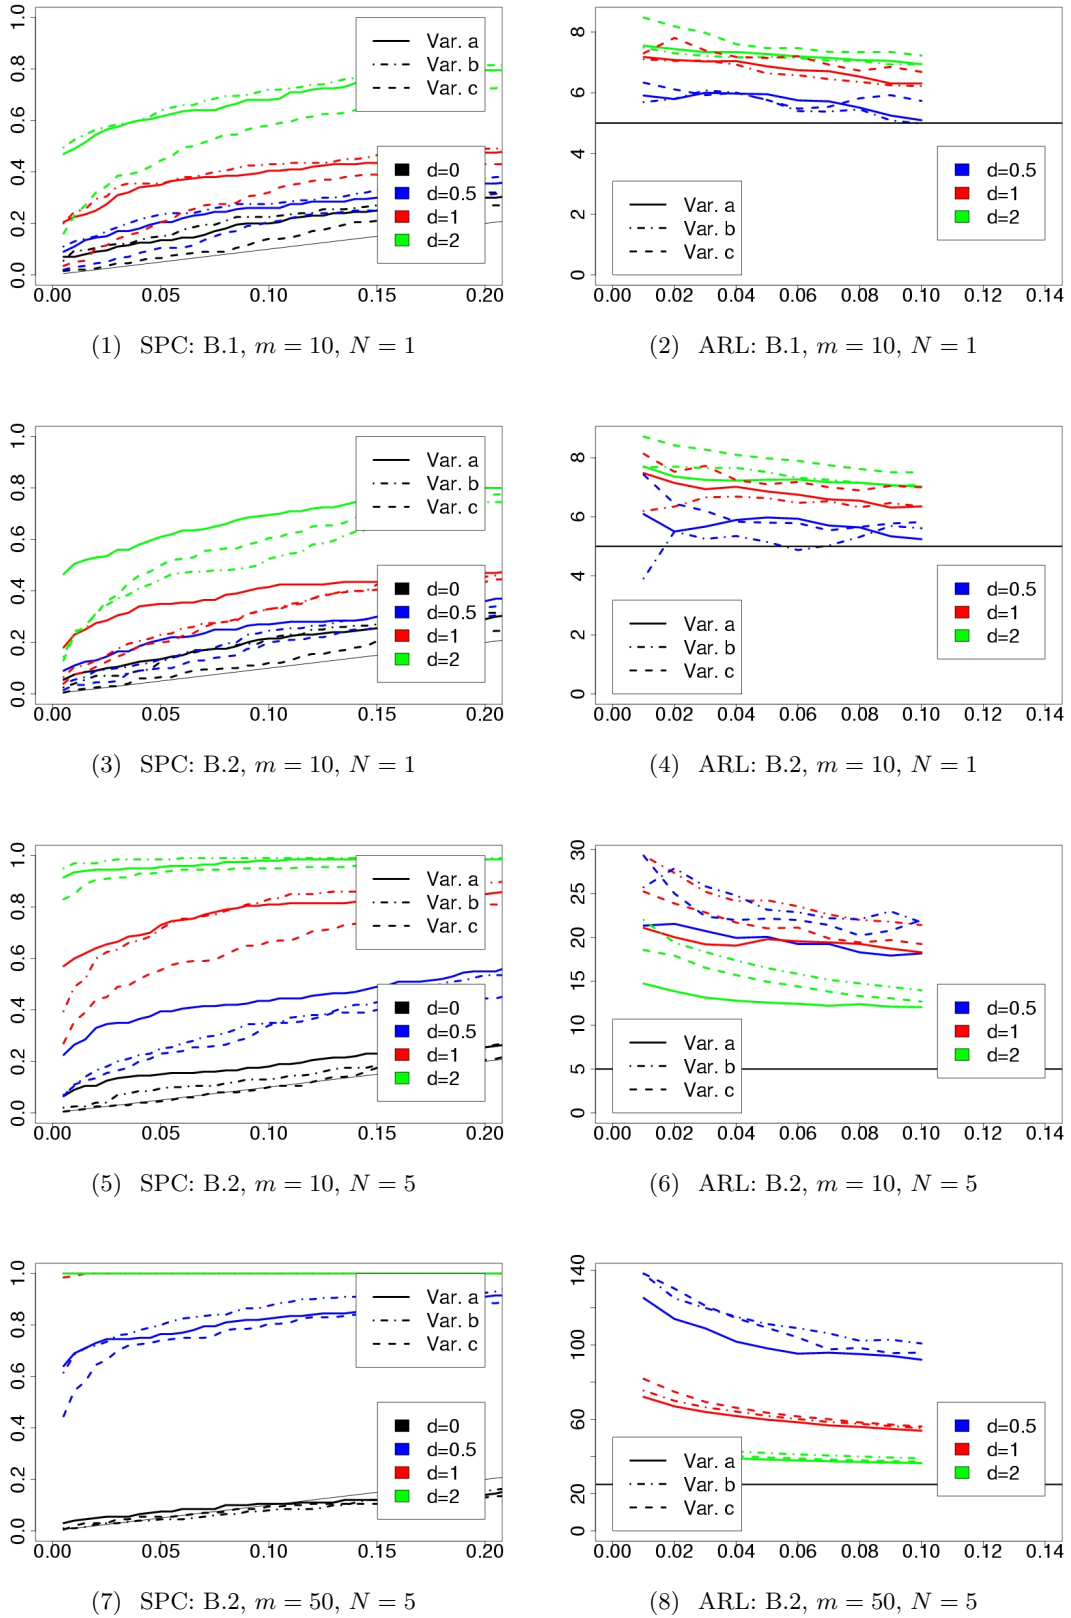 1.0
0.8
0.6
0.4
0.2
0.0
Var. a
Var. b
Var. c
d=0
d=0.5
d=1
d=2
0.00 0.05 0.10 0.15 0.20
(1) SPC: B.1, m = 10, N = 1
8
6
4
2
0
d=0.5
d=1
d=2
Var. a
Var. b
Var. c
0.00 0.02 0.04 0.06 0.08 0.10 0.12 0.14
(2) ARL: B.1, m = 10, N = 1
1.0
0.8
0.6
0.4
0.2
0.0
Var. a
Var. b
Var. c
d=0
d=0.5
d=1
d=2
0.00 0.05 0.10 0.15 0.20
(3) SPC: B.2, m = 10, N = 1
8
6
4
2
0
d=0.5
d=1
d=2
Var. a
Var. b
Var. c
0.00 0.02 0.04 0.06 0.08 0.10 0.12 0.14
(4) ARL: B.2, m = 10, N = 1
1.0
0.8
0.6
0.4
0.2
0.0
Var. a
Var. b
Var. c
d=0
d=0.5
d=1
d=2
0.00 0.05 0.10 0.15 0.20
(5) SPC: B.2, m = 10, N = 5
30
25
20
15
10
5
0
d=0.5
d=1
d=2
Var. a
Var. b
Var. c
0.00 0.02 0.04 0.06 0.08 0.10 0.12 0.14
(6) ARL: B.2, m = 10, N = 5
1.0
0.8
0.6
0.4
0.2
0.0
Var. a
Var. b
Var. c
d=0
d=0.5
d=1
d=2
0.00 0.05 0.10 0.15 0.20
(7) SPC: B.2, m = 50, N = 5
140
100
60
20
0
d=0.5
d=1
d=2
Var. a
Var. b
Var. c
0.00 0.02 0.04 0.06 0.08 0.10 0.12 0.14
(8) ARL: B.2, m = 50, N = 5